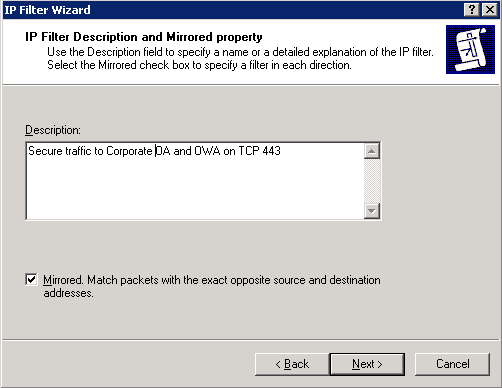 IP Filter Wizard
IP Filter Description and Mirrored property
Use the Description field to specify a name or a detailed explanation of the IP filter.
Select the Mirrored check box to specify a filter in each direction.
Description:
Secure traffic to Corporate OA and OWA on TCP 443
Mirrored. Match packets with the exact opposite source and destination
addresses.
< Back Next > Cancel